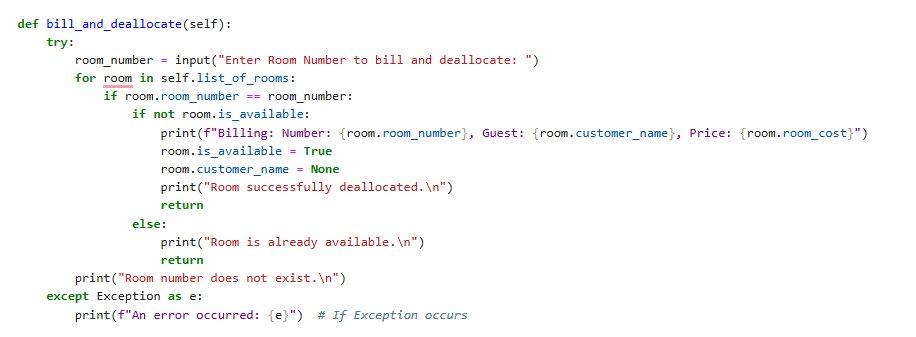 def bill_and_deallocate(self):
    try:
        room_number = input("Enter Room Number to bill and deallocate: ")
        for room in self.list_of_rooms:
            if room.room_number == room_number:
                if not room.is_available:
                    print(f"Billing: Number: {room.room_number}, Guest: {room.customer_name}, Price: {room.room_cost}")
                    room.is_available = True
                    room.customer_name = None
                    print("Room successfully deallocated.\n")
                    return
                else:
                    print("Room is already available.\n")
                    return
        print("Room number does not exist.\n")
    except Exception as e:
        print(f"An error occurred: {e}")  # If Exception occurs